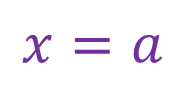 x = a